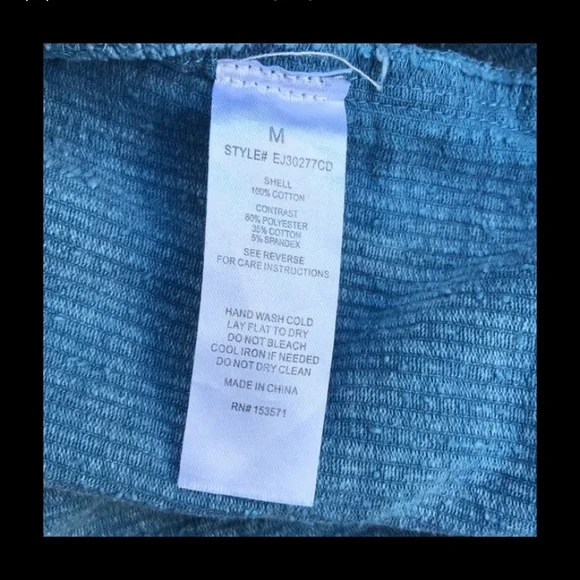 M
STYLE# EJ30277CD
SHELL
100% COTTON
CONTRAST
60% POLYESTER
35% COTTON
5% SPANDEX
SEE REVERSE
FOR CARE INSTRUCTIONS
HAND WASH COLD
LAY FLAT TO DRY
DO NOT BLEACH
COOL IRON IF NEEDED
DO NOT DRY CLEAN
MADE IN CHINA
RN# 153571